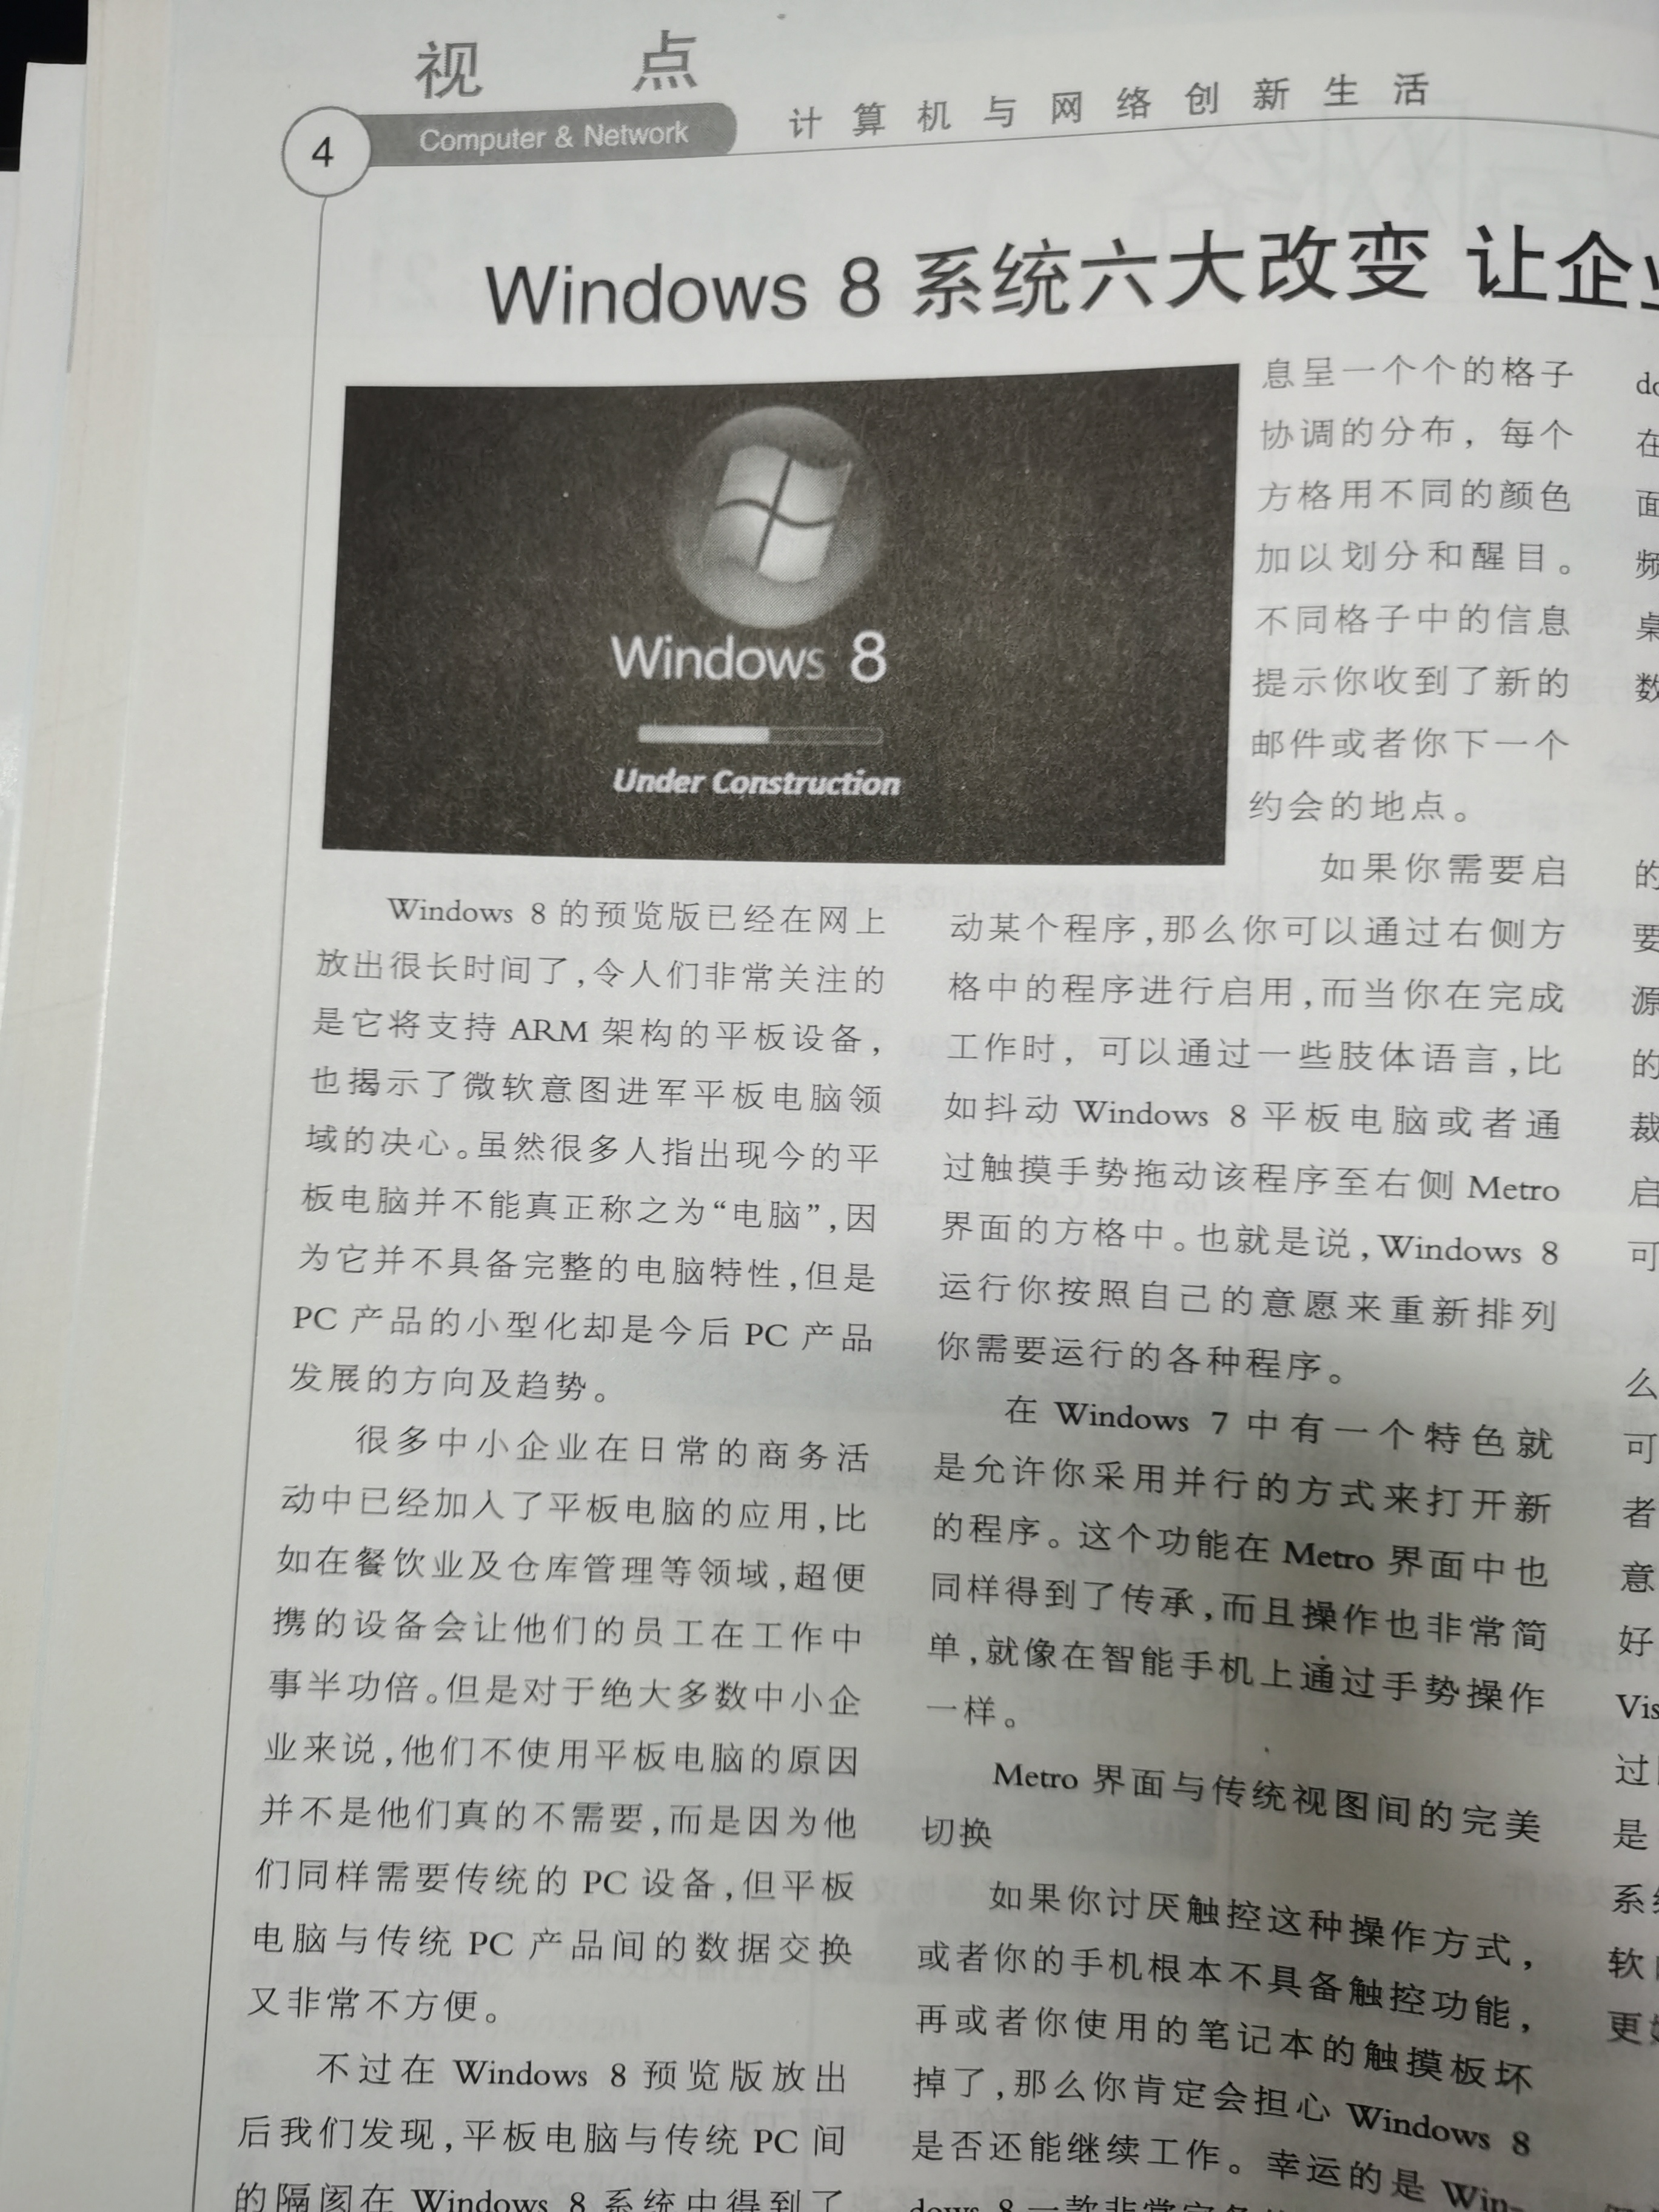 视 点
4
Computer & Network
计算机与网络创新生活
Windows 8 系统六大改变 让企
Windows 8
Under Construction
Windows 8 的预览版已经在网上
放出很长时间了,令人们非常关注的
是它将支持 ARM 架构的平板设备,
也揭示了微软意图进军平板电脑领
域的决心。虽然很多人指出现今的平
板电脑并不能真正称之为“电脑”,因
为它并不具备完整的电脑特性,但是
PC 产品的小型化却是今后 PC 产品
发展的方向及趋势。
很多中小企业在日常的商务活
动中已经加入了平板电脑的应用,比
如在餐饮业及仓库管理等领域,超便
携的设备会让他们的员工在工作中
事半功倍。但是对于绝大多数中小企
业来说,他们不使用平板电脑的原因
并不是他们真的不需要,而是因为他
们同样需要传统的 PC 设备,但平板
电脑与传统 PC 产品间的数据交换
又非常不方便。
不过在 Windows 8 预览版放出
后我们发现,平板电脑与传统 PC 间
的隔阂在 Windows 8 系统中得到了
息呈一个个的格子
协调的分布，每个
方格用不同的颜色
加以划分和醒目。
不同格子中的信息
提示你收到了新的
邮件或者你下一个
约会的地点。
如果你需要启
动某个程序,那么你可以通过右侧方
格中的程序进行启用,而当你在完成
工作时，可以通过一些肢体语言,比
如抖动 Windows 8 平板电脑或者通
过触摸手势拖动该程序至右侧 Metro
界面的方格中。也就是说,Windows 8
运行你按照自己的意愿来重新排列
你需要运行的各种程序。
在 Windows 7 中有一个特色就
是允许你采用并行的方式来打开新
的程序。这个功能在 Metro 界面中也
同样得到了传承,而且操作也非常简
单,就像在智能手机上通过手势操作
一样。
Metro 界面与传统视图间的完美
切换
如果你讨厌触控这种操作方式，
或者你的手机根本不具备触控功能，
再或者你使用的笔记本的触摸板坏
掉了,那么你肯定会担心 Windows 8
是否还能继续工作。幸运的是 Win-
dows 8 一款非常完备
在
面
频
桌
数
的
要
源
的
裁
启
可
么
可
者
意
好
Vis
过
是
系统
软
更